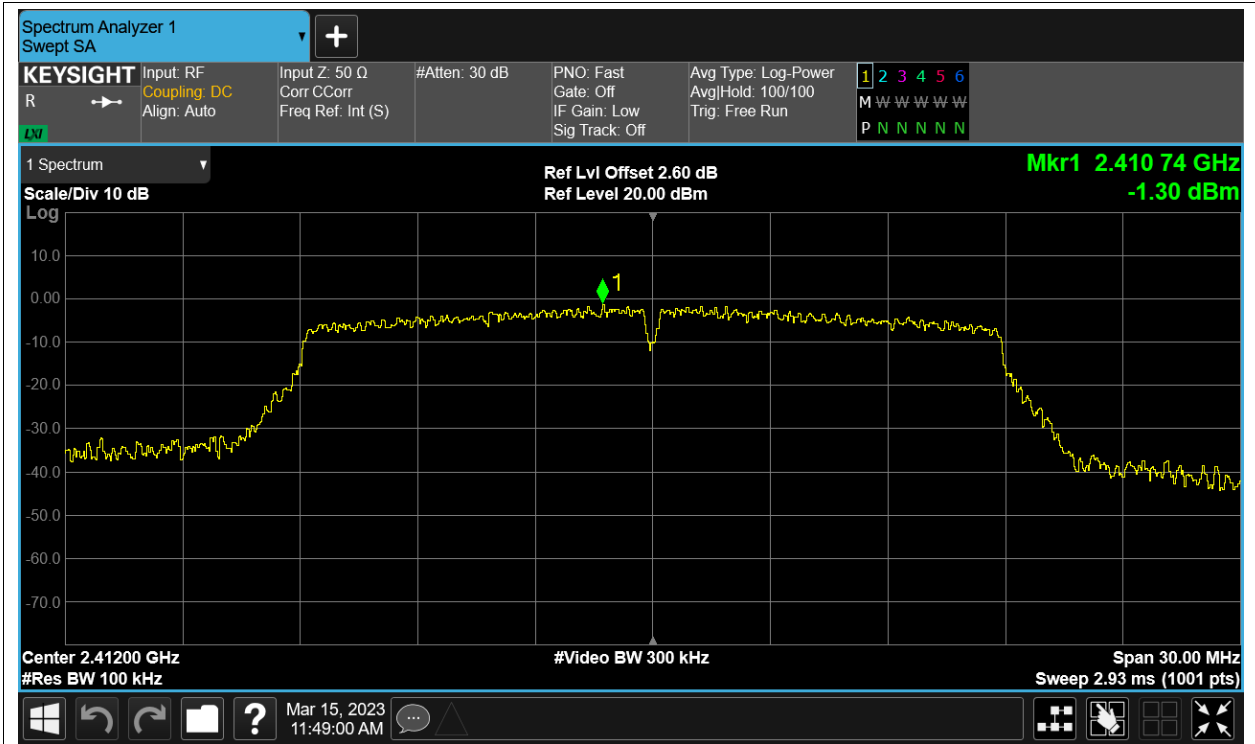 Spectrum Analyzer 1
Swept SA
KEYSIGHT
R
LXI
Input: RF
Coupling: DC
Align: Auto
Input Z: 50 Ω
Corr CCorr
Freq Ref: Int (S)
#Atten: 30 dB
PNO: Fast
Gate: Off
IF Gain: Low
Sig Track: Off
Avg Type: Log-Power
Avg|Hold: 100/100
Trig: Free Run
1 2 3 4 5 6
M W W W W W
P N N N N N
1 Spectrum
Scale/Div 10 dB
Log
Ref Lvl Offset 2.60 dB
Ref Level 20.00 dBm
Mkr1 2.410 74 GHz
-1.30 dBm
10.0
0.00
-10.0
-20.0
-30.0
-40.0
-50.0
-60.0
-70.0
1
Center 2.41200 GHz
#Res BW 100 kHz
#Video BW 300 kHz
Span 30.00 MHz
Sweep 2.93 ms (1001 pts)
?
Mar 15, 2023
11:49:00 AM